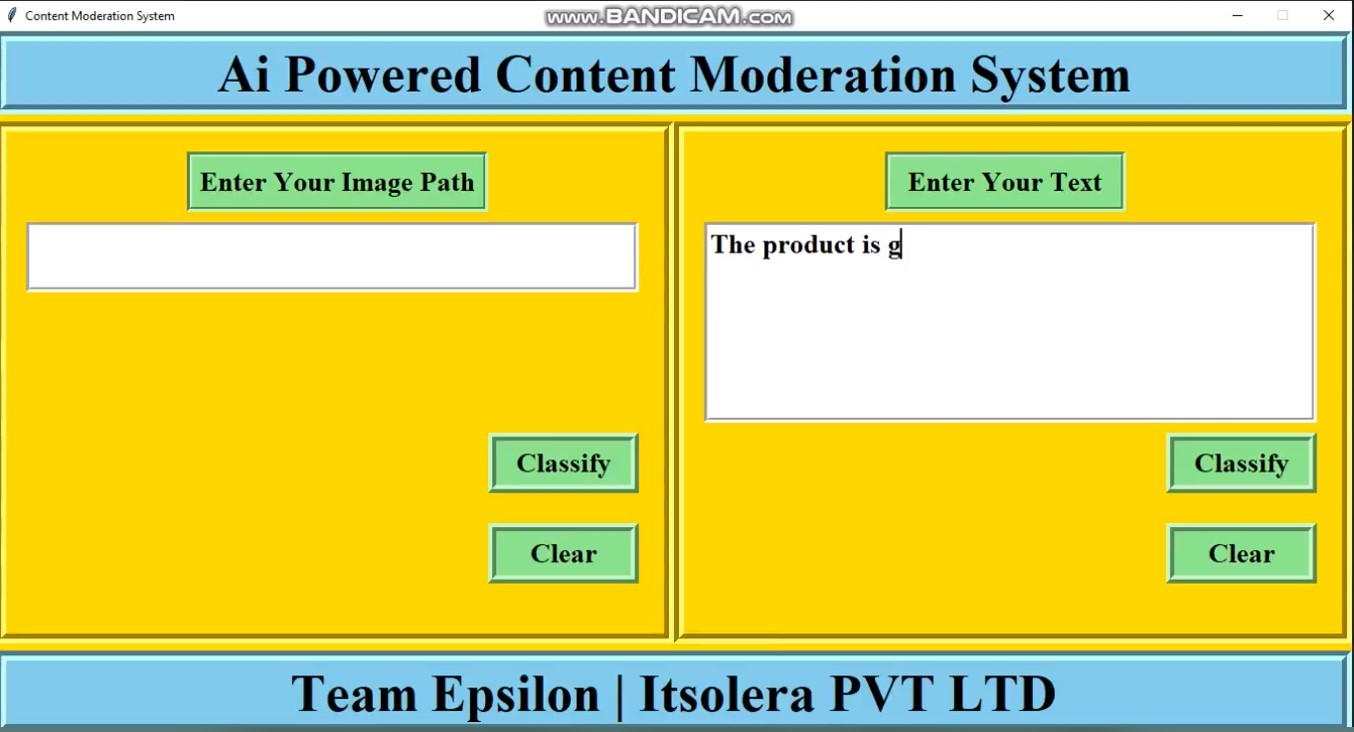 Content Moderation System
www.BANDICAM.com
Ai Powered Content Moderation System
Enter Your Image Path
Enter Your Text
The product is g
Classify
Classify
Clear
Clear
Team Epsilon | Itsolera PVT LTD